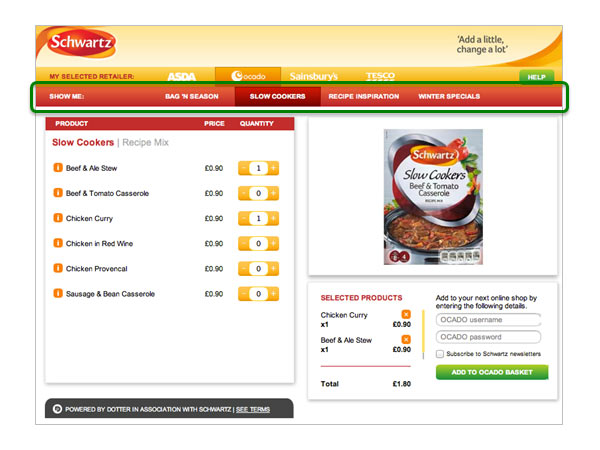 Schwartz
'Add a little,
change a lot'
MY SELECTED RETAILER: ASDA ocado Sainsbury's TESCO HELP
SHOW ME: BAG 'N SEASON SLOW COOKERS RECIPE INSPIRATION WINTER SPECIALS
PRODUCT PRICE QUANTITY
Slow Cookers | Recipe Mix
i Beef & Ale Stew £0.90 - 1 +
i Beef & Tomato Casserole £0.90 - 0 +
i Chicken Curry £0.90 - 1 +
i Chicken in Red Wine £0.90 - 0 +
i Chicken Provencal £0.90 - 0 +
i Sausage & Bean Casserole £0.90 - 0 +
Schwartz
Slow Cookers
Beef & Tomato
Casserole
RECIPE MIX
4
SELECTED PRODUCTS
Chicken Curry
x1 £0.90
Beef & Ale Stew
x1 £0.90
Total £1.80
Add to your next online shop by
entering the following details.
OCADO username
OCADO password
Subscribe to Schwartz newsletters
ADD TO OCADO BASKET
POWERED BY DOTTER IN ASSOCIATION WITH SCHWARTZ | SEE TERMS